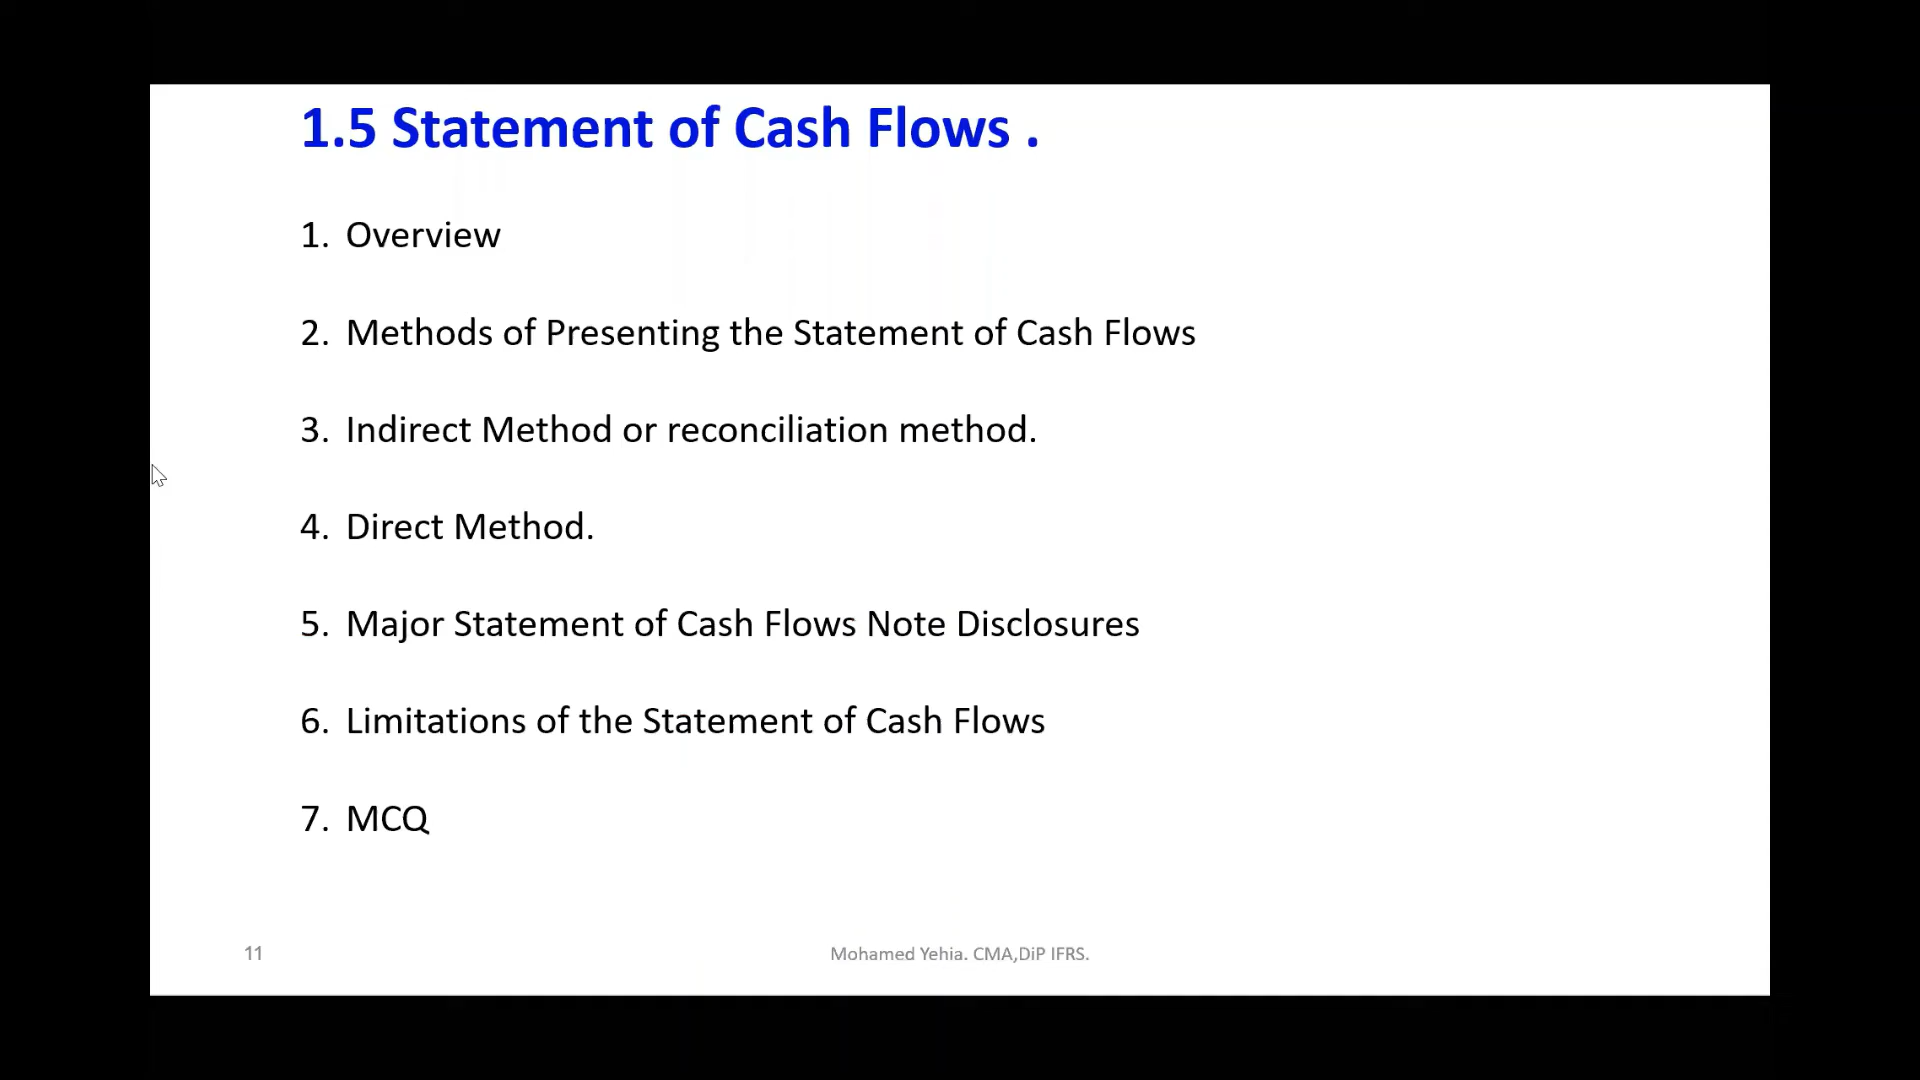 1.5 Statement of Cash Flows .
1. Overview
2. Methods of Presenting the Statement of Cash Flows
3. Indirect Method or reconciliation method.
4. Direct Method.
5. Major Statement of Cash Flows Note Disclosures
6. Limitations of the Statement of Cash Flows
7. MCQ
11
Mohamed Yehia. CMA,DiP IFRS.